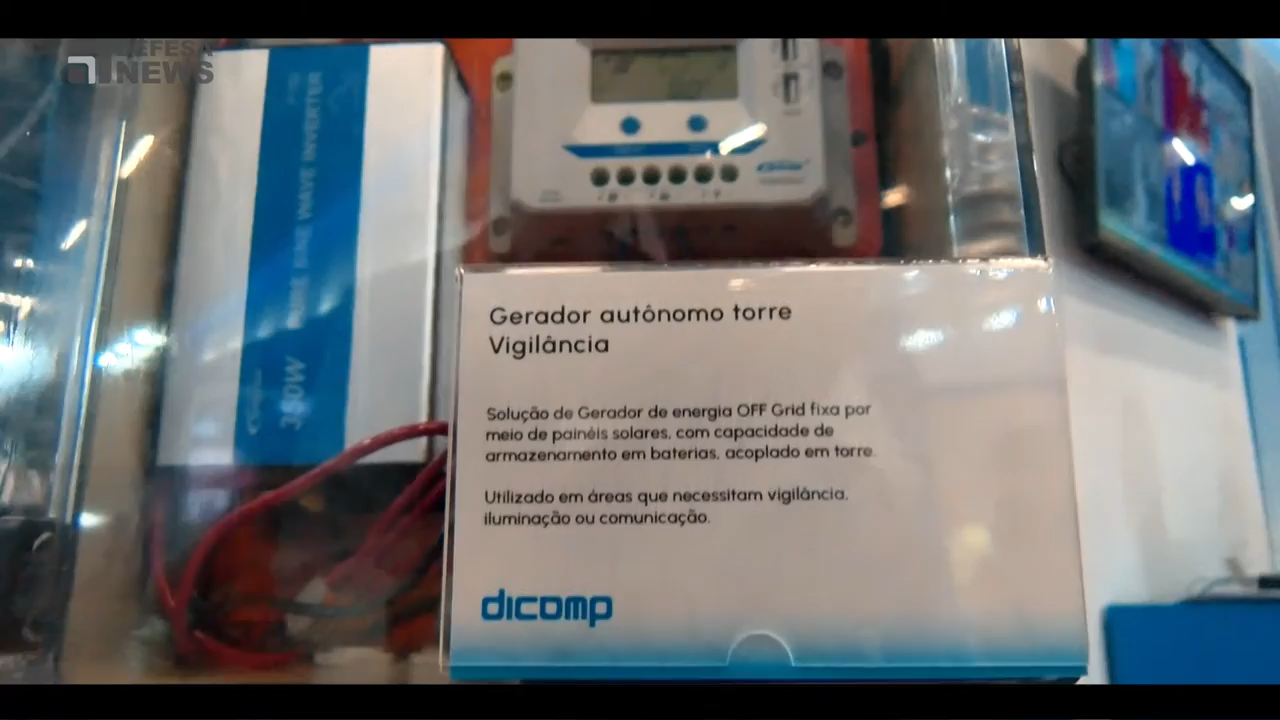 DEFESA
NEWS
PURE SINE WAVE INVERTER
350W
Gerador autônomo torre
Vigilância
Solução de Gerador de energia OFF Grid fixa por
meio de painéis solares, com capacidade de
armazenamento em baterias, acoplado em torre.
Utilizado em áreas que necessitam vigilância,
iluminação ou comunicação.
dicomp